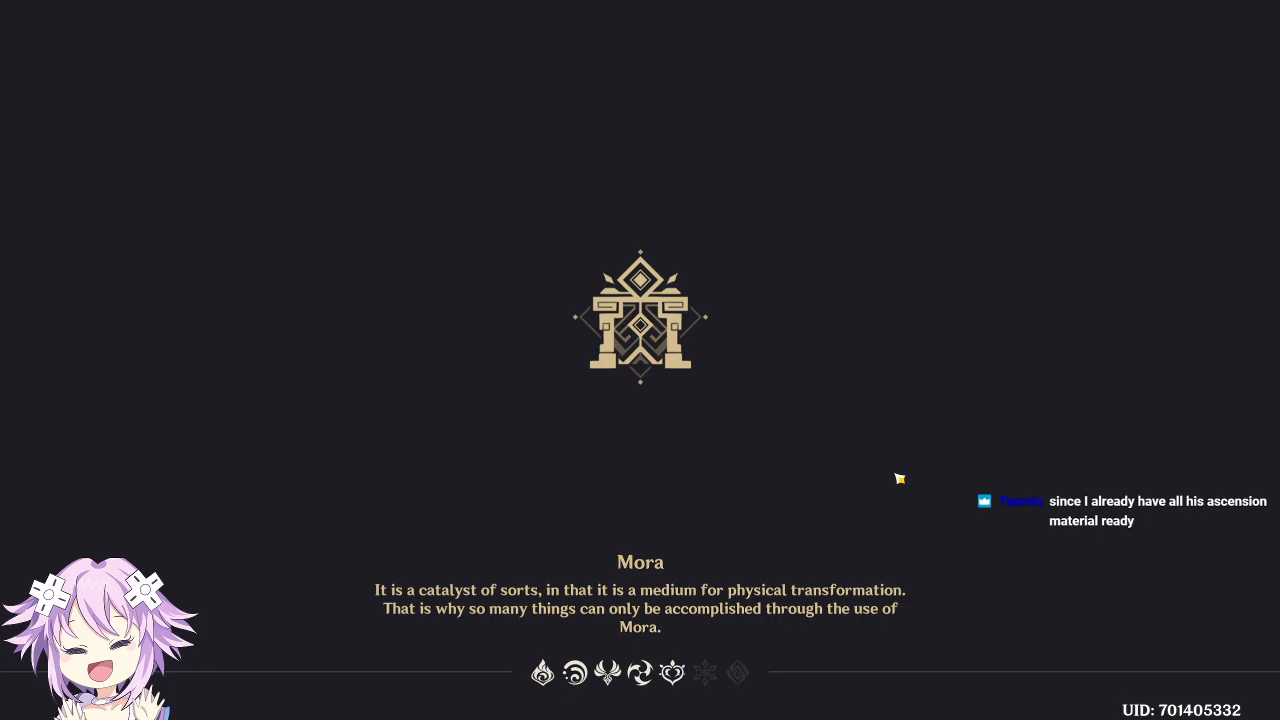 since I already have all his ascension
material ready
Mora
It is a catalyst of sorts, in that it is a medium for physical transformation.
That is why so many things can only be accomplished through the use of
Mora.
UID: 701405332